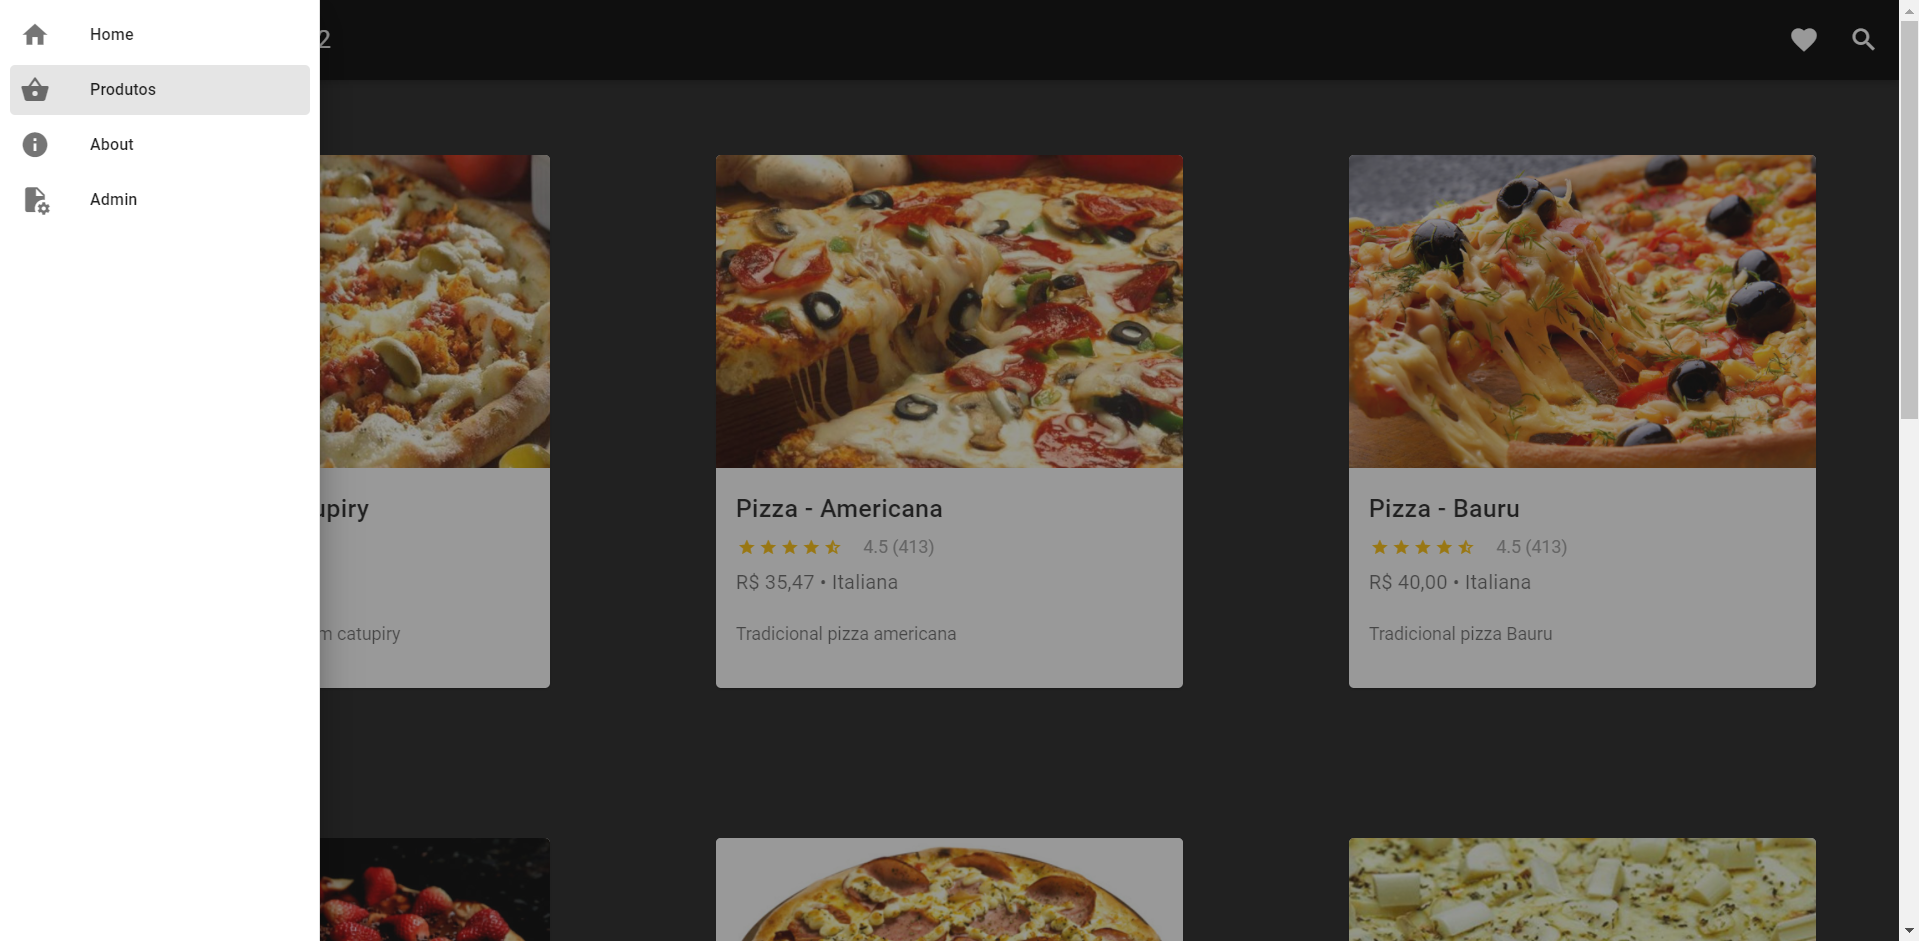 Home
Produtos
About
Admin
2
upiry
m catupiry
Pizza - Americana
4.5 (413)
R$ 35,47 • Italiana
Tradicional pizza americana
Pizza - Bauru
4.5 (413)
R$ 40,00 • Italiana
Tradicional pizza Bauru